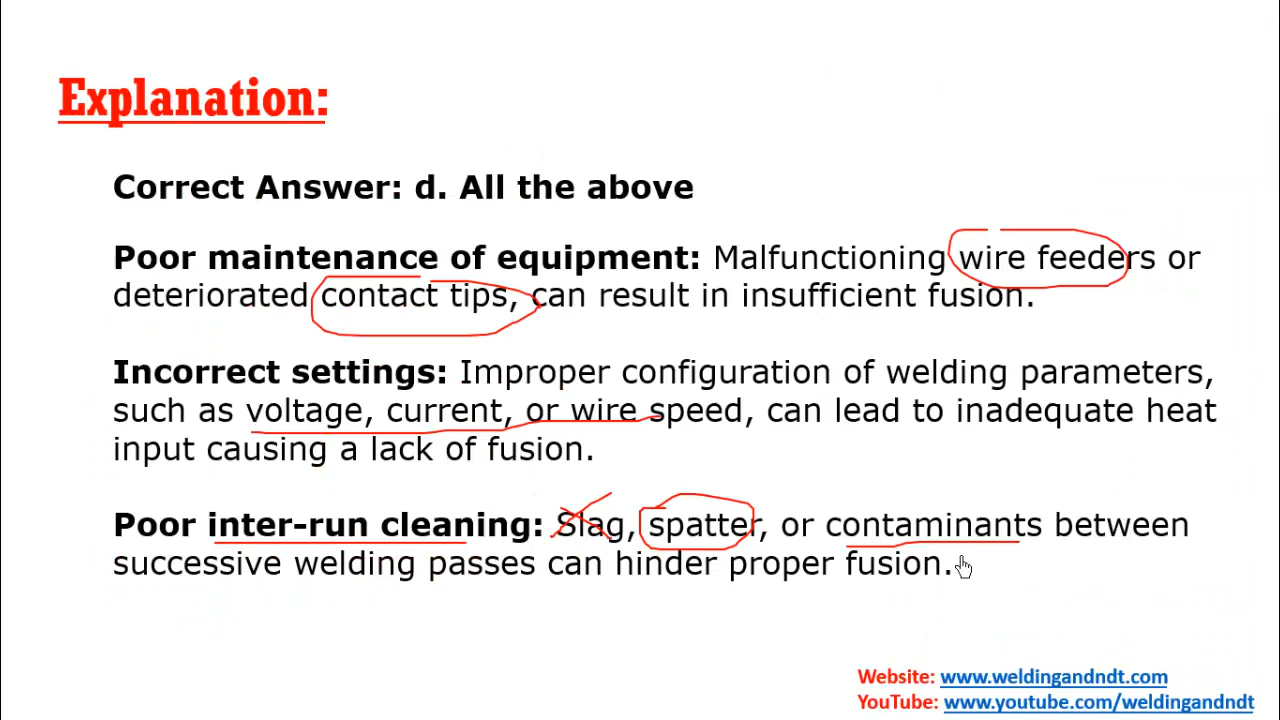 Explanation:
Correct Answer: d. All the above
Poor maintenance of equipment: Malfunctioning wire feeders or
deteriorated contact tips, can result in insufficient fusion.
Incorrect settings: Improper configuration of welding parameters,
such as voltage, current, or wire speed, can lead to inadequate heat
input causing a lack of fusion.
Poor inter-run cleaning: Slag, spatter, or contaminants between
successive welding passes can hinder proper fusion.
Website: www.weldingandndt.com
YouTube: www.youtube.com/weldingandndt